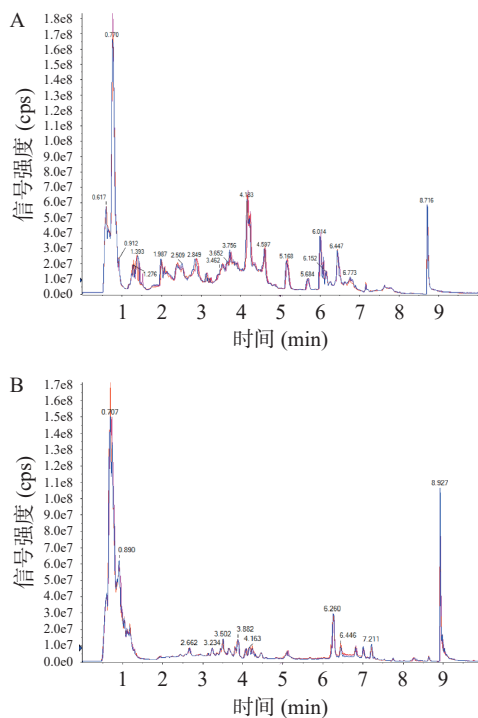 A
1.8e8
1.7e8
1.6e8
1.5e8
1.4e8
1.3e8
1.2e8
1.1e8
1.0e8
9.0e7
8.0e7
7.0e7
6.0e7
5.0e7
4.0e7
3.0e7
2.0e7
1.0e7
0.0e0
信号强度 (cps)
0.770
0.617
0.912
1.393
1.276
1.987
2.509
2.849
3.462
3.652
3.756
4.183
4.597
5.168
5.684
6.152
6.014
6.447
6.773
8.716
1 2 3 4 5 6 7 8 9
时间 (min)
B
1.7e8
1.6e8
1.5e8
1.4e8
1.3e8
1.2e8
1.1e8
1.0e8
9.0e7
8.0e7
7.0e7
6.0e7
5.0e7
4.0e7
3.0e7
2.0e7
1.0e7
0.0e0
信号强度 (cps)
0.707
0.890
2.662
3.234
3.502
3.882
4.163
6.260
6.446
7.211
8.927
1 2 3 4 5 6 7 8 9
时间 (min)